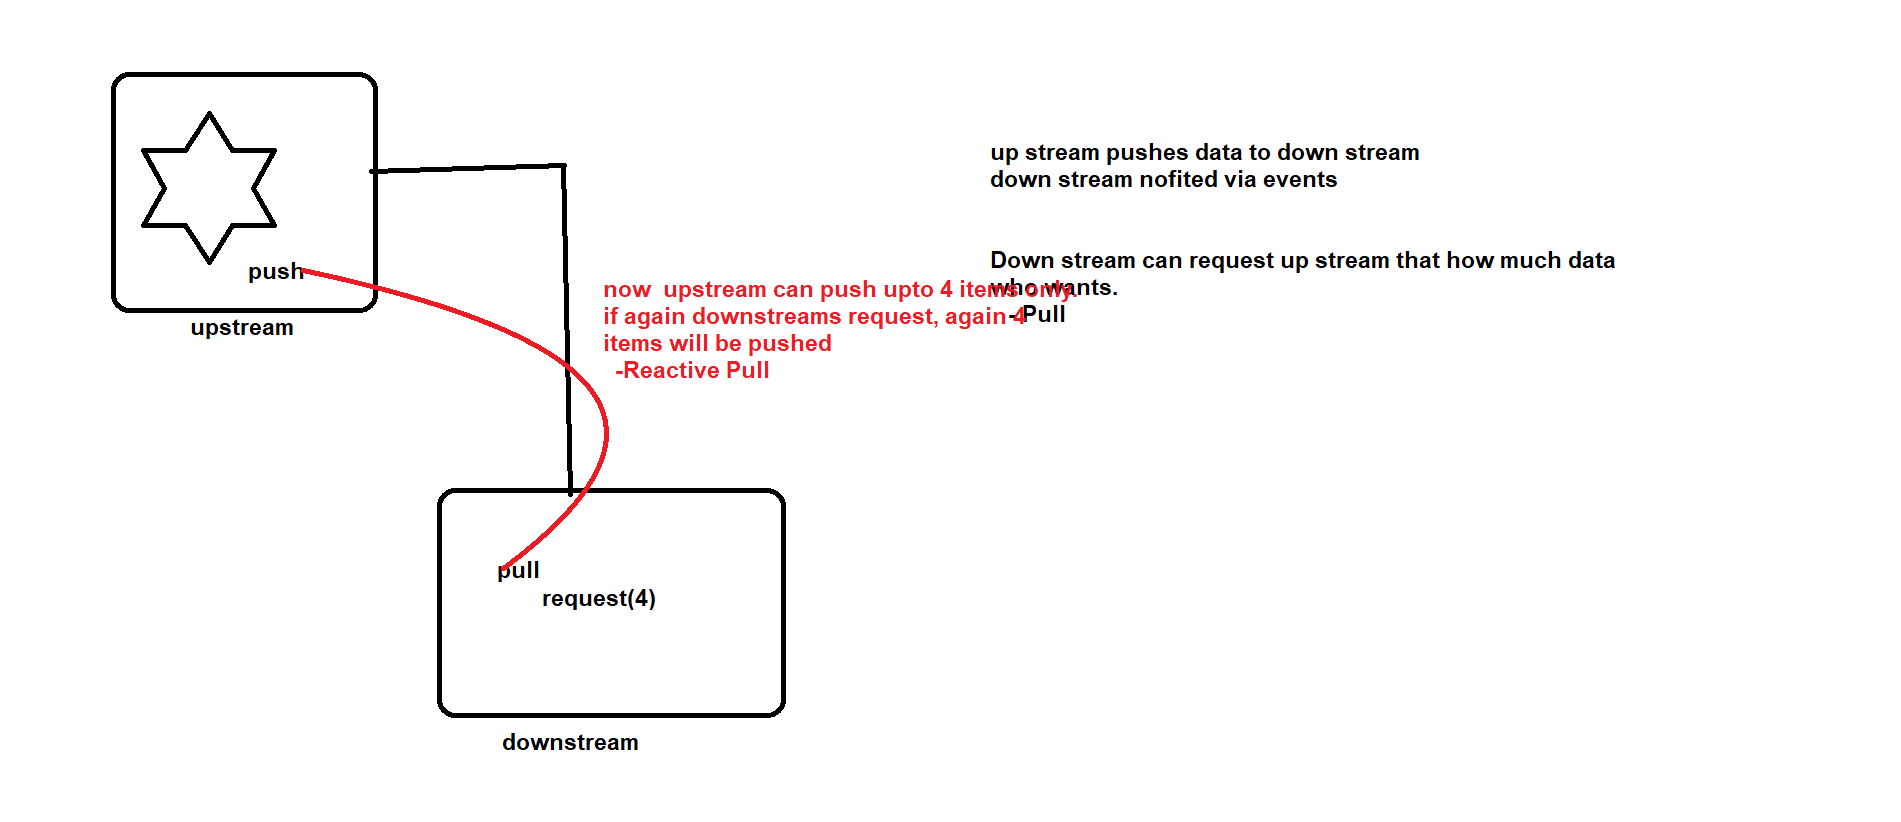 up stream pushes data to down stream
down stream nofited via events
Down stream can request up stream that how much data
who wants.
- Pull
push
upstream
now  upstream can push upto 4 items only.
if again downstreams request, again 4
items will be pushed
-Reactive Pull
pull
request(4)
downstream